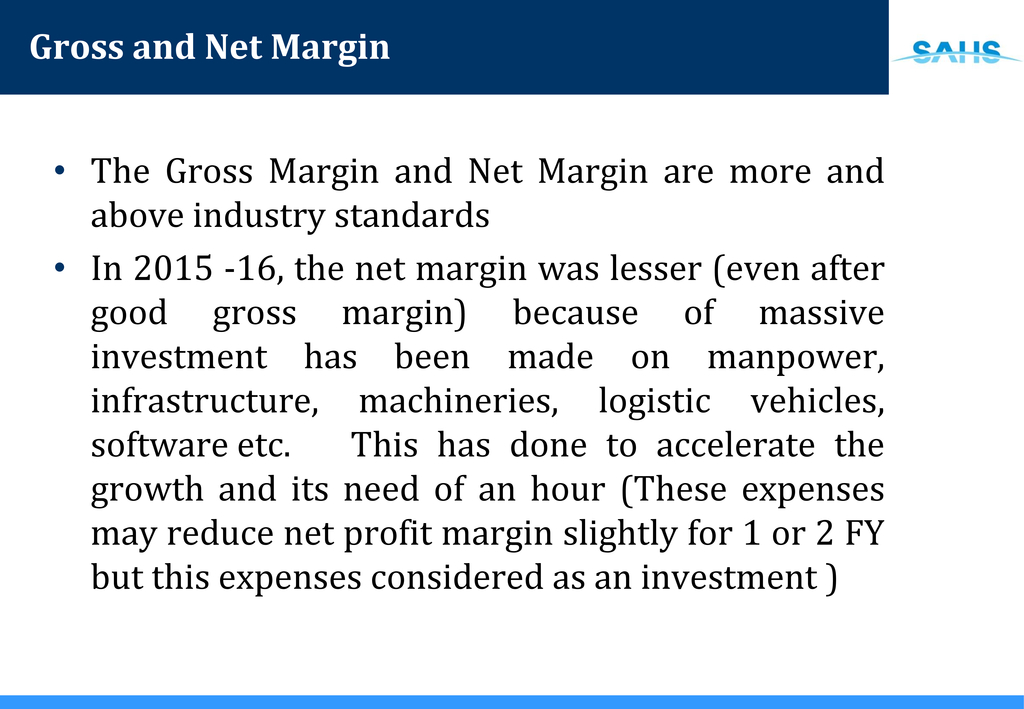 Gross and Net Margin
SAHS
• The Gross Margin and Net Margin are more and
above industry standards
• In 2015 -16, the net margin was lesser (even after
good gross margin) because of massive
investment has been made on manpower,
infrastructure, machineries, logistic vehicles,
software etc. This has done to accelerate the
growth and its need of an hour (These expenses
may reduce net profit margin slightly for 1 or 2 FY
but this expenses considered as an investment )